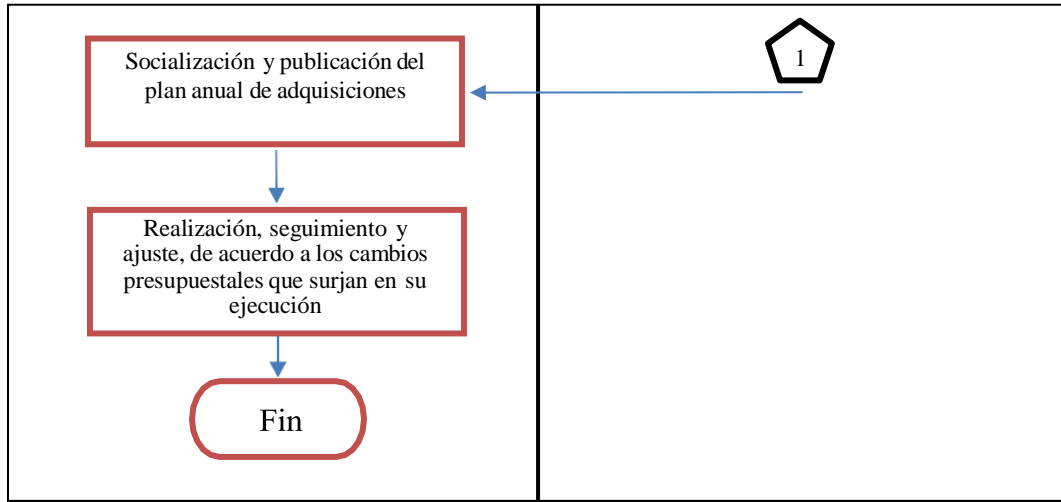 Socialización y publicación del
plan anual de adquisiciones
1
Realización, seguimiento y
ajuste, de acuerdo a los cambios
presupuestales que surjan en su
ejecución
Fin